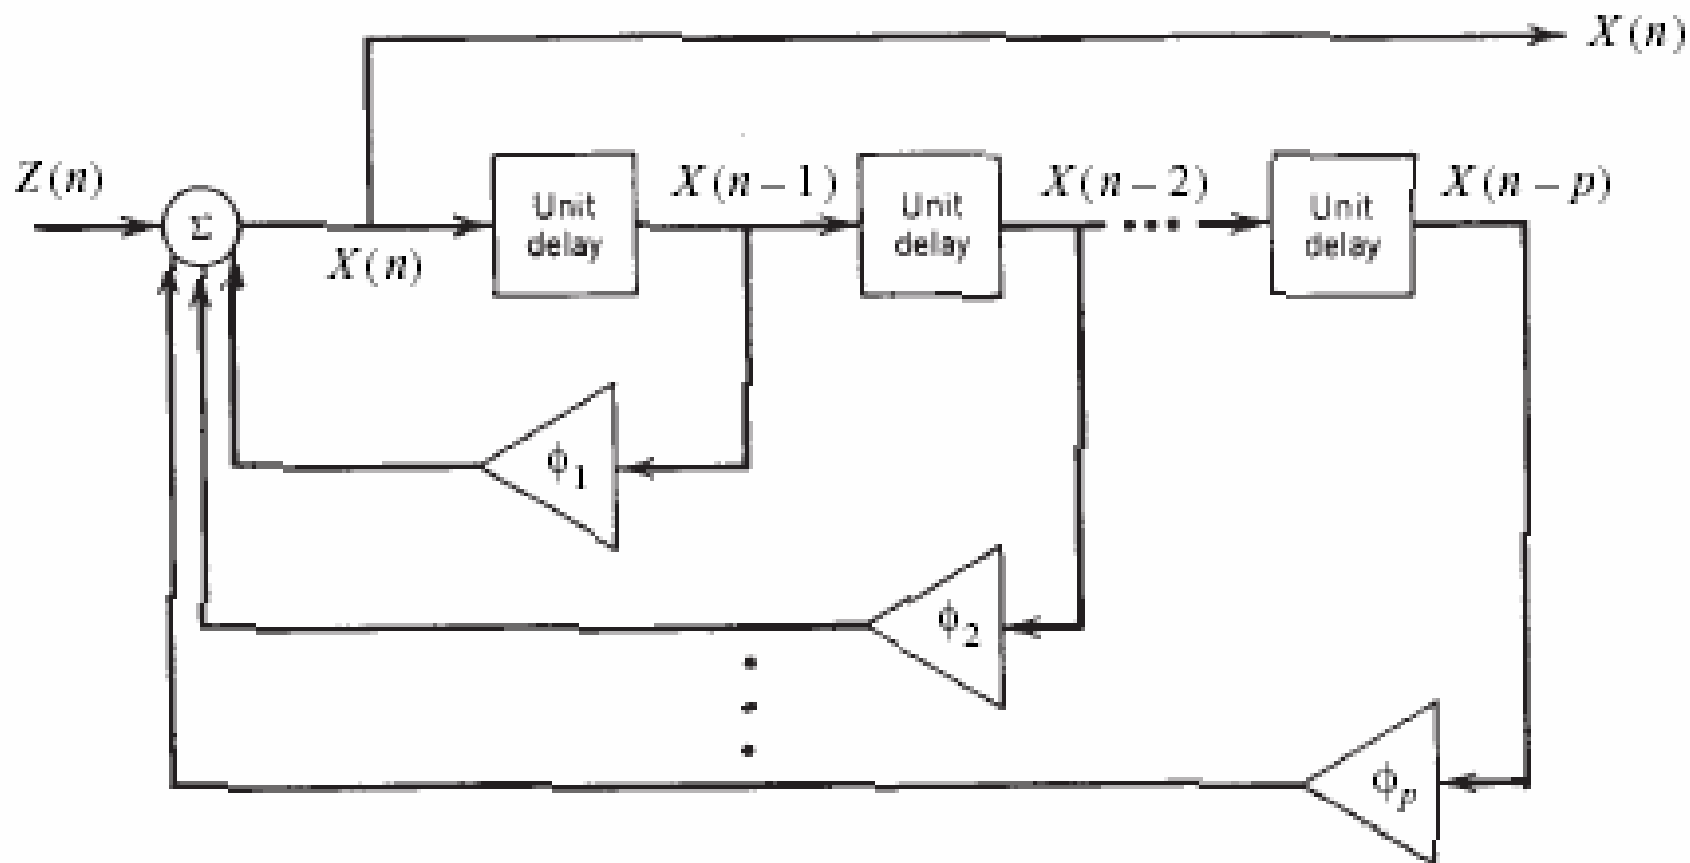 X(n)
Z(n)
Σ
X(n)
Unit
delay
X(n − 1)
Unit
delay
X(n − 2)
•••
Unit
delay
X(n − p)
ϕ₁
ϕ₂
ϕₚ